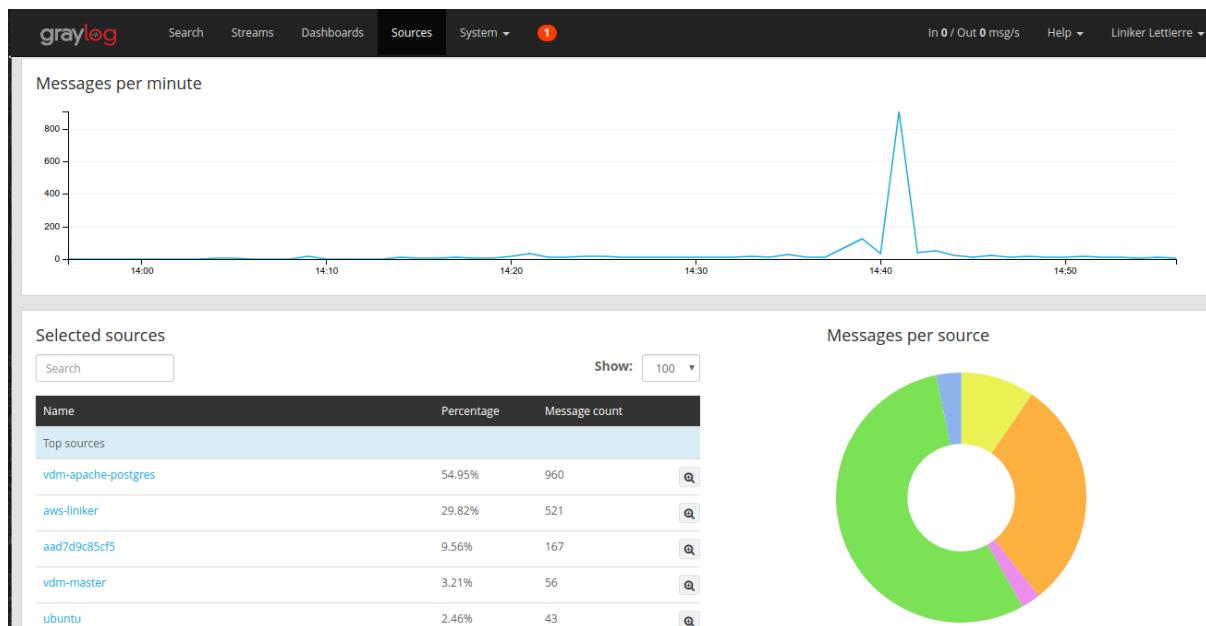 graylog Search Streams Dashboards Sources System 1 In 0 / Out 0 msg/s Help Liniker Lettierre
Messages per minute
800
600
400
200
0
14:00 14:10 14:20 14:30 14:40 14:50
Selected sources
Messages per source
Search Show: 100
Name Percentage Message count
Top sources
vdm-apache-postgres 54.95% 960
aws-liniker 29.82% 521
aad7d9c85cf5 9.56% 167
vdm-master 3.21% 56
ubuntu 2.46% 43